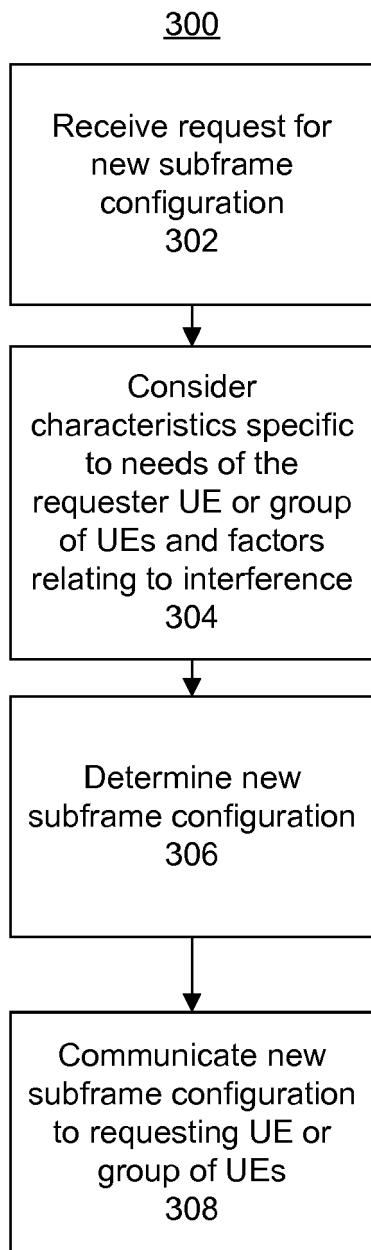 300
Receive request for
new subframe
configuration
302
Consider
characteristics specific
to needs of the
requester UE or group
of UEs and factors
relating to interference
304
Determine new
subframe configuration
306
Communicate new
subframe configuration
to requesting UE or
group of UEs
308